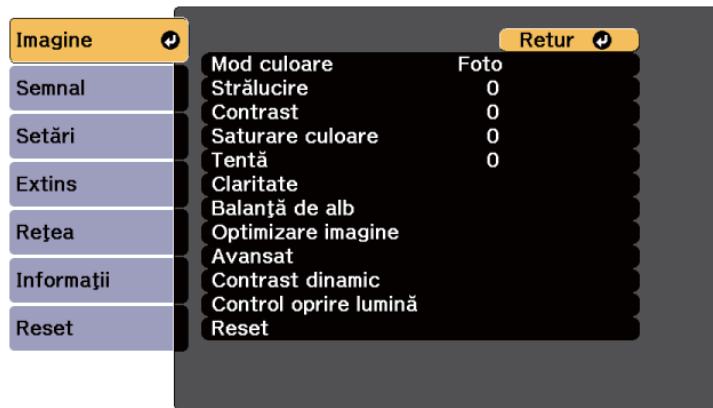 Imagine
Semnal
Setări
Extins
Reţea
Informaţii
Reset
Retur
Mod culoare Foto
Strălucire 0
Contrast 0
Saturare culoare 0
Tentă 0
Claritate
Balanţă de alb
Optimizare imagine
Avansat
Contrast dinamic
Control oprire lumină
Reset